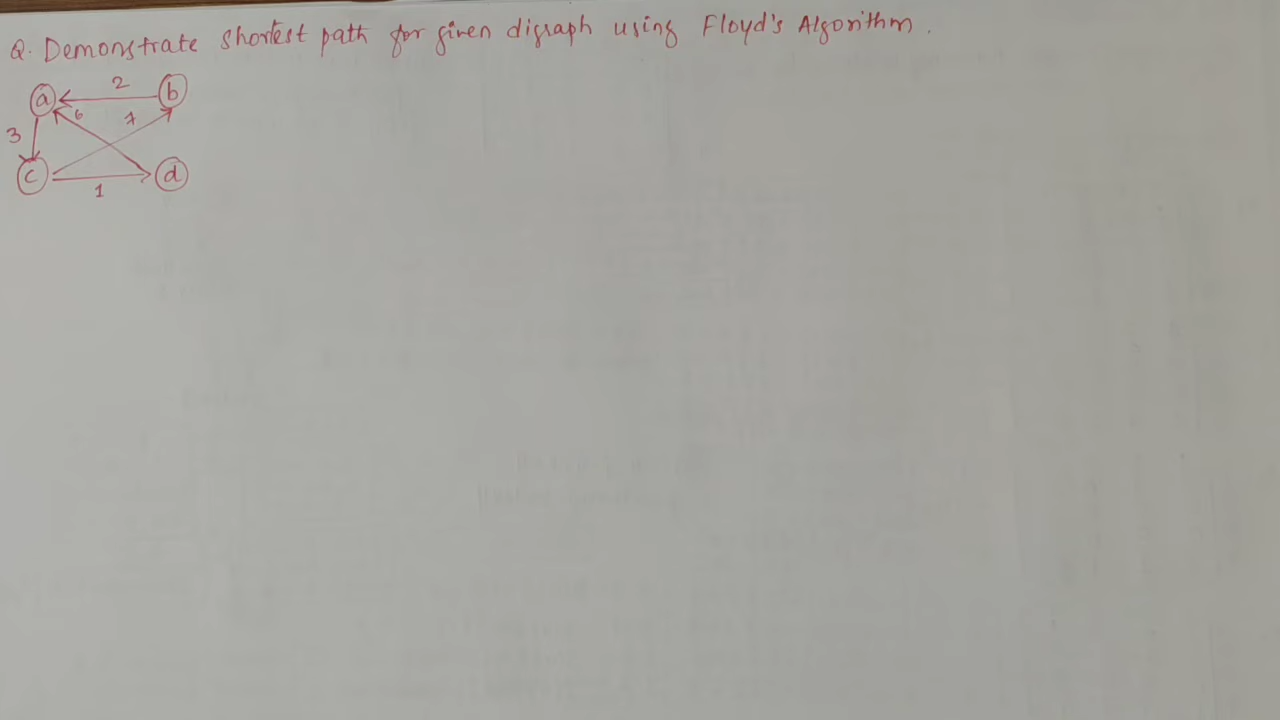 Q. Demonstrate shortest path for given digraph using Floyd's Algorithm.
2
a b
6 7
3
c d
1